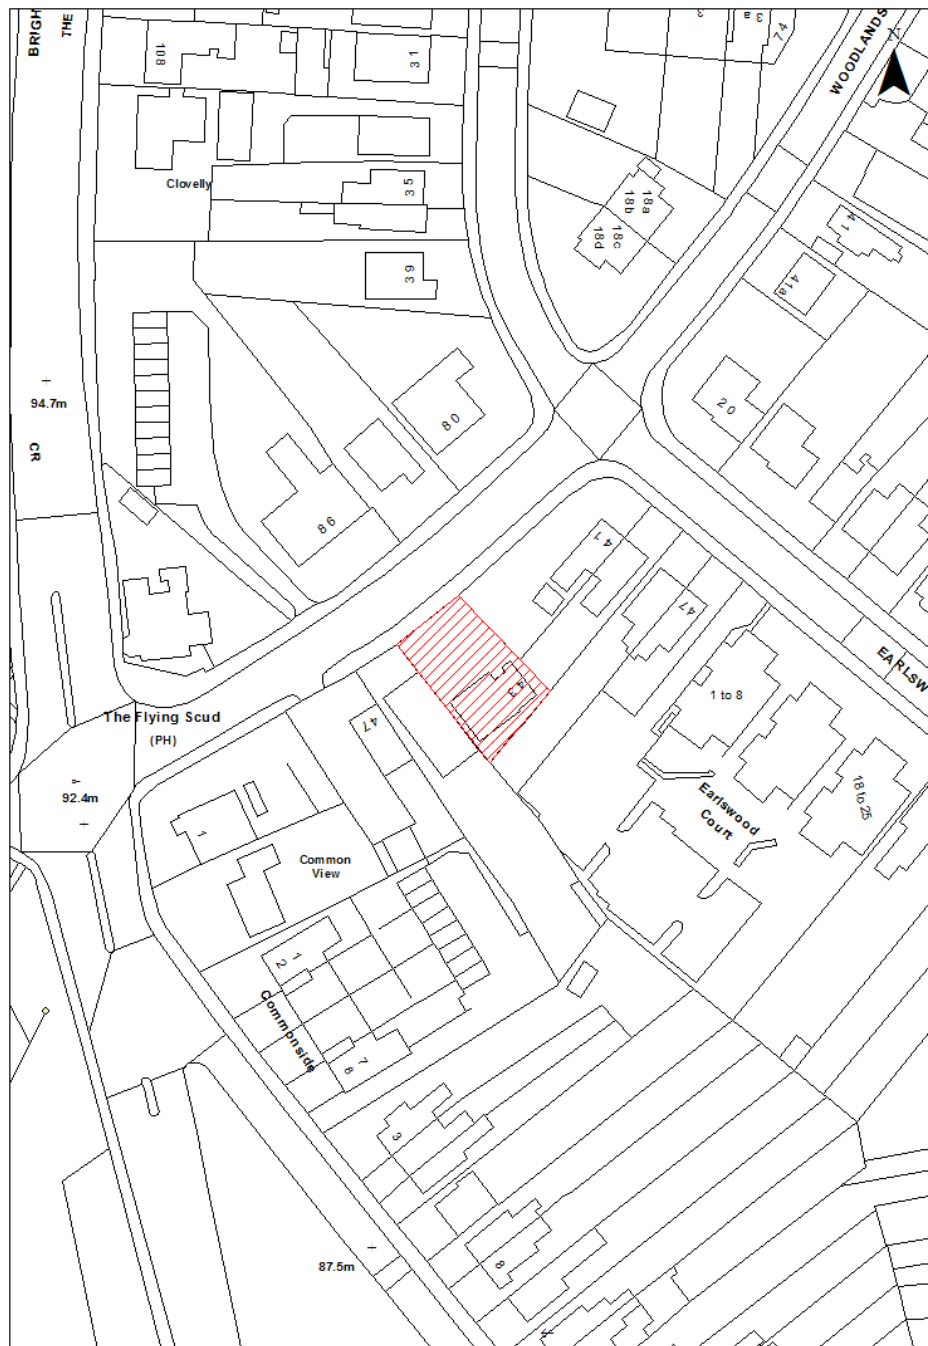 BRIGH
THE
108
31
74
WOODLANDS
N
Clovelly
35
18a
18b
18c
18d
41
41a
39
94.7m
CR
80
20
86
41
47
EARLSW
43
1 to 8
The Flying Scud
(PH)
47
92.4m
1
Earlswood
Court
18 to 25
Common
View
1
2
Commonside
7
8
3
87.5m
8